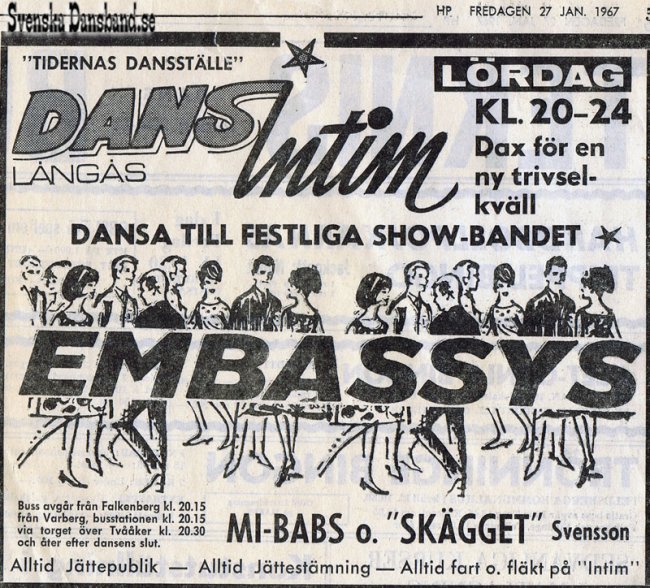 Svenska Dansband.se
HP FREDAGEN 27 JAN. 1967
"TIDERNAS DANSSTÄLLE"
DANS
LÅNGÅS
Intim
LÖRDAG
KL. 20–24
Dax för en
ny trivsel-
kväll
DANSA TILL FESTLIGA SHOW-BANDET
EMBASSYS
Buss avgår från Falkenberg kl. 20.15
från Varberg, busstationen kl. 20.15
via torget över Tvååker kl. 20.30
och åter efter dansens slut.
MI-BABS o. "SKÄGGET" Svensson
Alltid Jättepublik — Alltid Jättestämning — Alltid fart o. fläkt på "Intim"